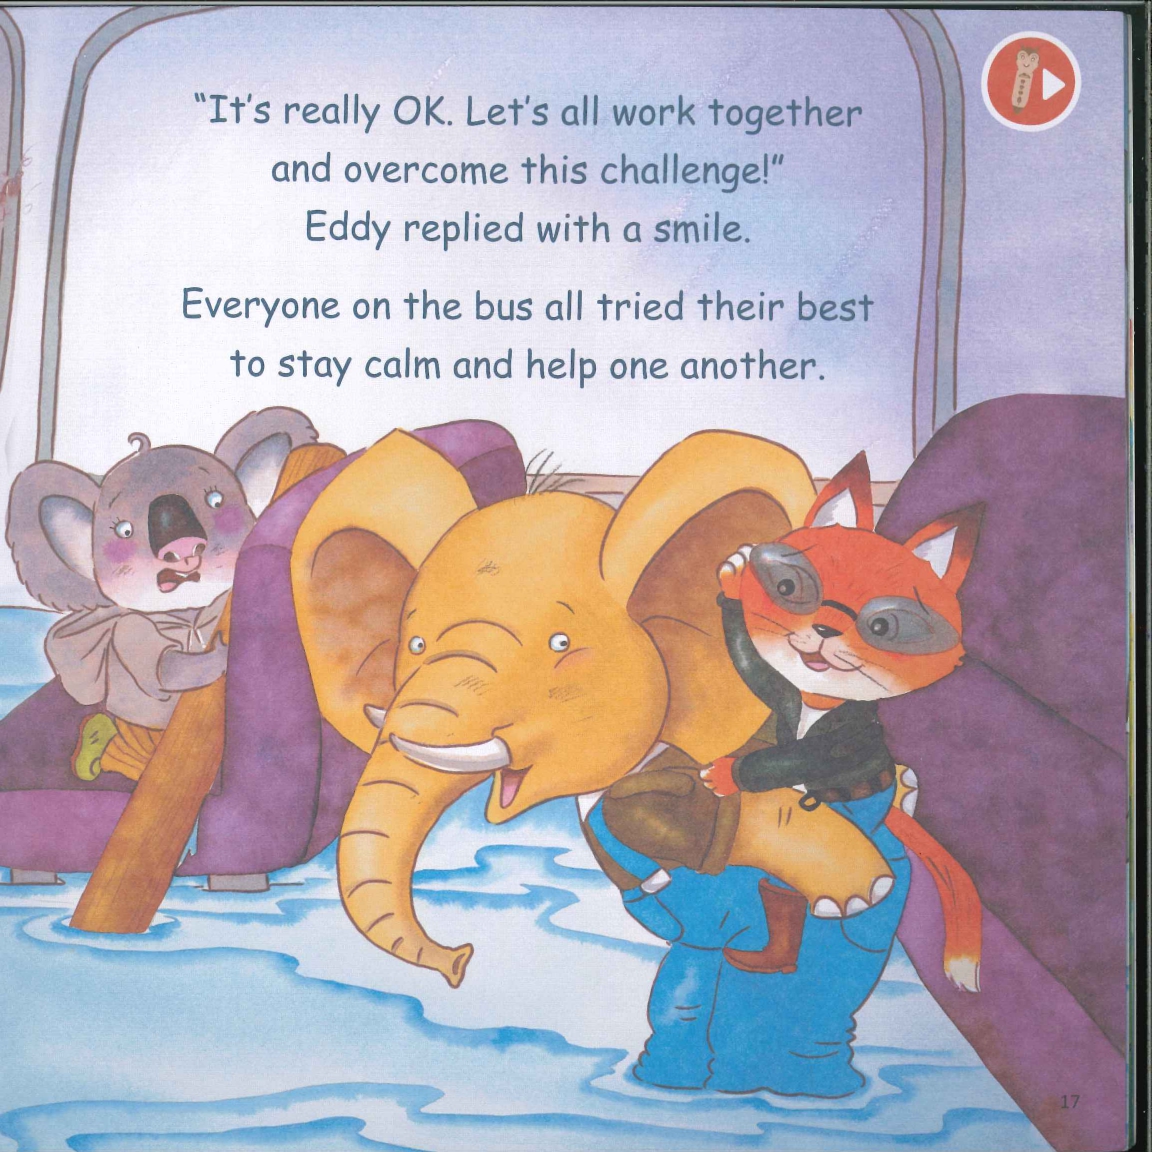 “It’s really OK. Let’s all work together
and overcome this challenge!”
Eddy replied with a smile.
Everyone on the bus all tried their best
to stay calm and help one another.
17